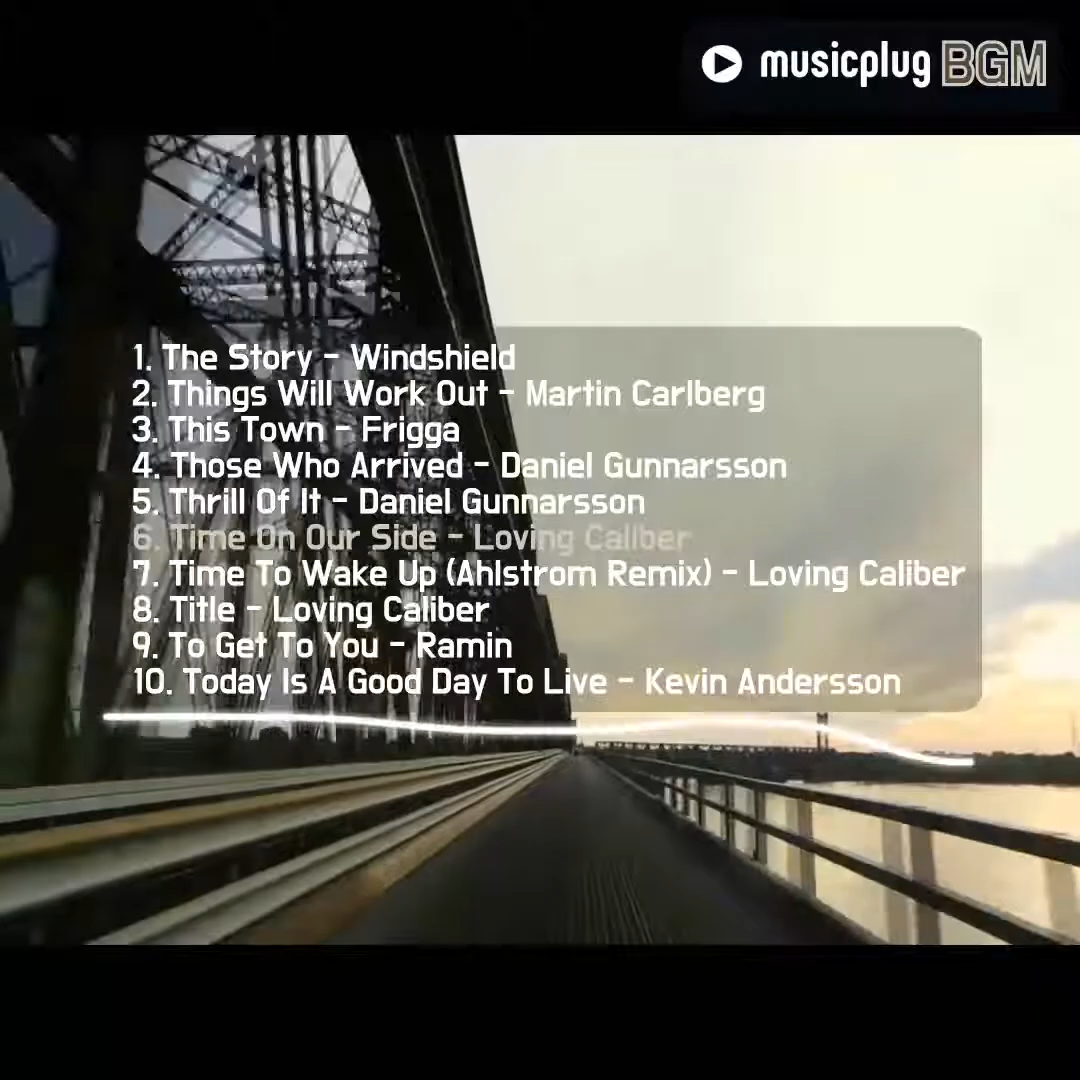 musicplug BGM
1. The Story - Windshield
2. Things Will Work Out - Martin Carlberg
3. This Town - Frigga
4. Those Who Arrived - Daniel Gunnarsson
5. Thrill Of It - Daniel Gunnarsson
6. Time On Our Side - Loving Caliber
7. Time To Wake Up (Ahlstrom Remix) - Loving Caliber
8. Title - Loving Caliber
9. To Get To You - Ramin
10. Today Is A Good Day To Live - Kevin Andersson